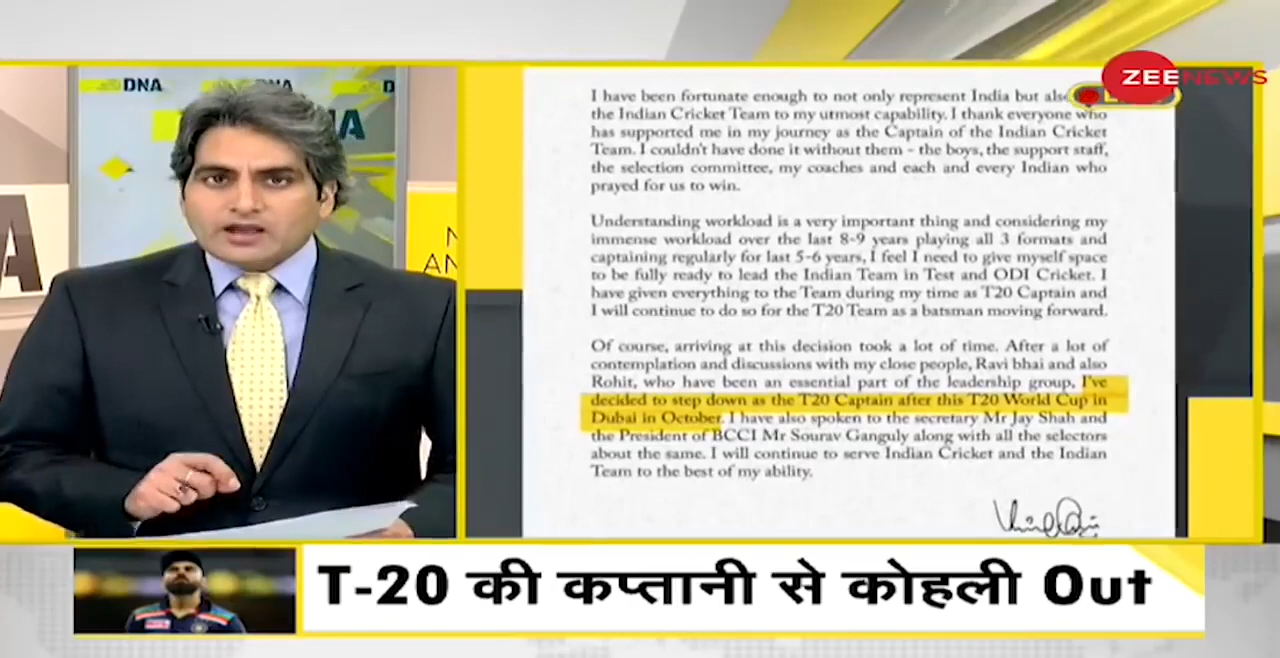 DNA
ZEE NEWS
I have been fortunate enough to not only represent India but also
the Indian Cricket Team to my utmost capability. I thank everyone who
has supported me in my journey as the Captain of the Indian Cricket
Team. I couldn't have done it without them - the boys, the support staff,
the selection committee, my coaches and each and every Indian who
prayed for us to win.
Understanding workload is a very important thing and considering my
immense workload over the last 8-9 years playing all 3 formats and
captaining regularly for last 5-6 years, I feel I need to give myself space
to be fully ready to lead the Indian Team in Test and ODI Cricket. I
have given everything to the Team during my time as T20 Captain and
I will continue to do so for the T20 Team as a batsman moving forward.
Of course, arriving at this decision took a lot of time. After a lot of
contemplation and discussions with my close people, Ravi bhai and also
Rohit, who have been an essential part of the leadership group, I've
decided to step down as the T20 Captain after this T20 World Cup in
Dubai in October. I have also spoken to the secretary Mr Jay Shah and
the President of BCCI Mr Sourav Ganguly along with all the selectors
about the same. I will continue to serve Indian Cricket and the Indian
Team to the best of my ability.
T-20 की कप्तानी से कोहली Out